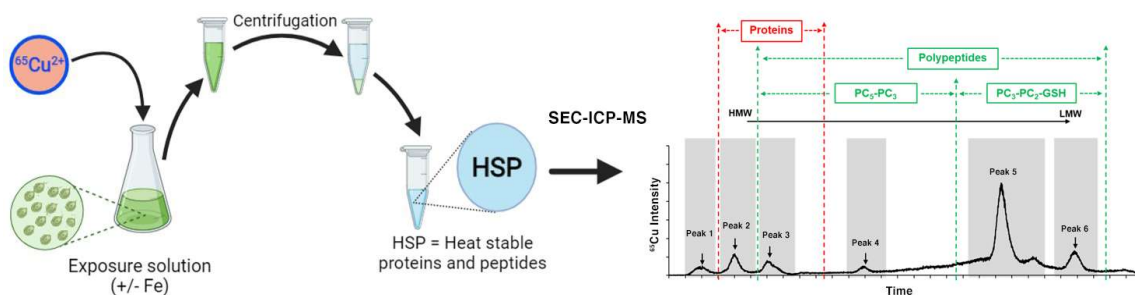 65Cu2+
Centrifugation
Exposure solution
(+/- Fe)
HSP
HSP = Heat stable
proteins and peptides
SEC-ICP-MS
Proteins
Polypeptides
PC5-PC3
PC3-PC2-GSH
HMW
LMW
Peak 1
Peak 2
Peak 3
Peak 4
Peak 5
Peak 6
65Cu Intensity
Time